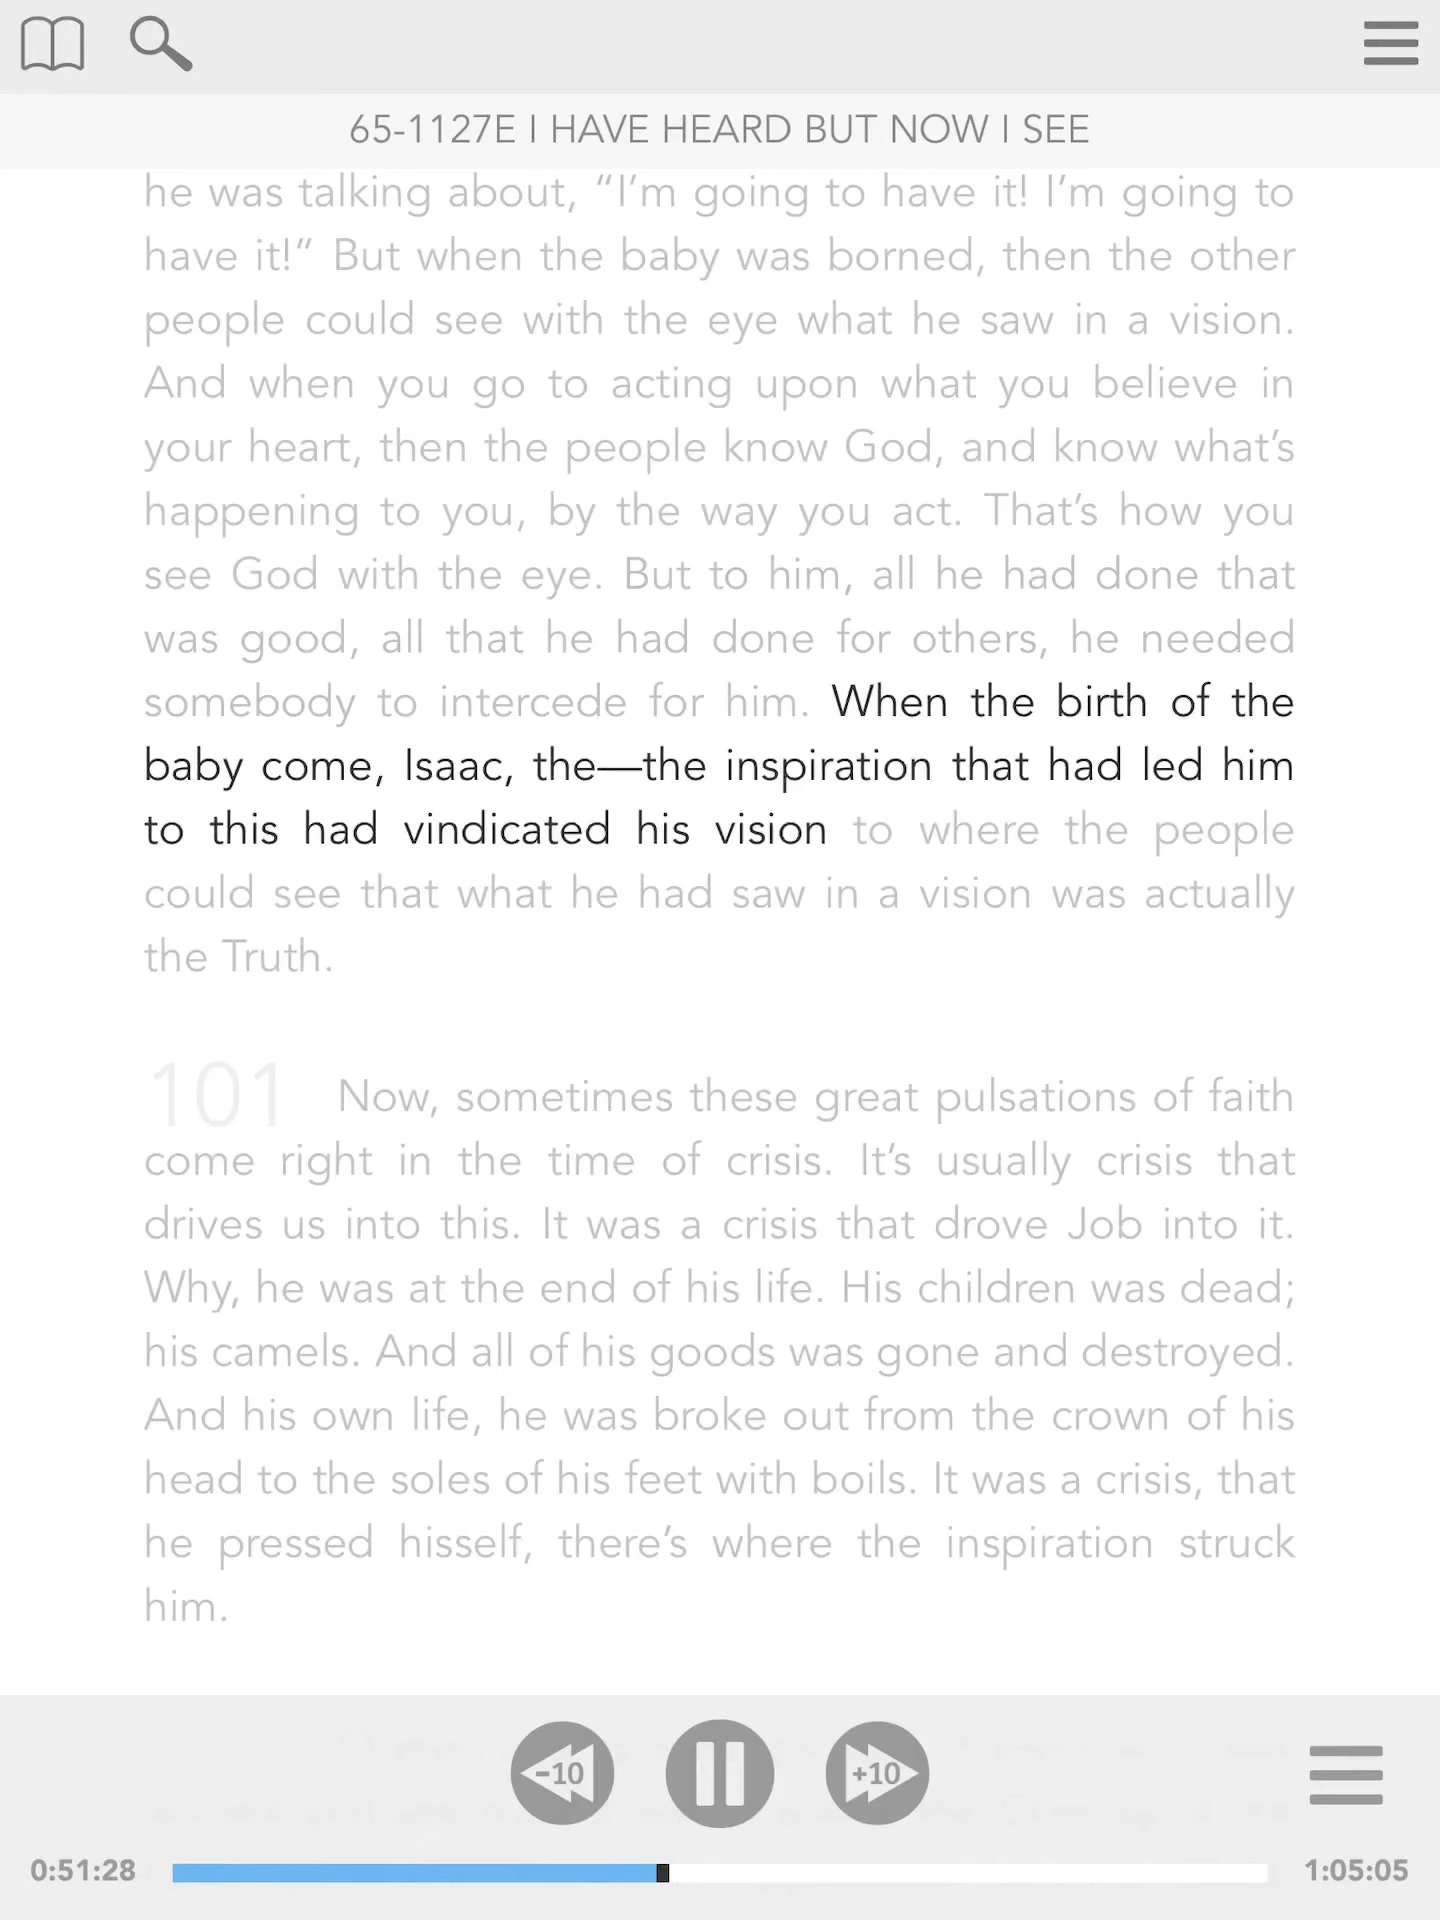 65-1127E I HAVE HEARD BUT NOW I SEE
he was talking about, “I’m going to have it! I’m going to
have it!” But when the baby was borned, then the other
people could see with the eye what he saw in a vision.
And when you go to acting upon what you believe in
your heart, then the people know God, and know what’s
happening to you, by the way you act. That’s how you
see God with the eye. But to him, all he had done that
was good, all that he had done for others, he needed
somebody to intercede for him. When the birth of the
baby come, Isaac, the—the inspiration that had led him
to this had vindicated his vision to where the people
could see that what he had saw in a vision was actually
the Truth.
101 Now, sometimes these great pulsations of faith
come right in the time of crisis. It’s usually crisis that
drives us into this. It was a crisis that drove Job into it.
Why, he was at the end of his life. His children was dead;
his camels. And all of his goods was gone and destroyed.
And his own life, he was broke out from the crown of his
head to the soles of his feet with boils. It was a crisis, that
he pressed hisself, there’s where the inspiration struck
him.
-10 +10
0:51:28 1:05:05